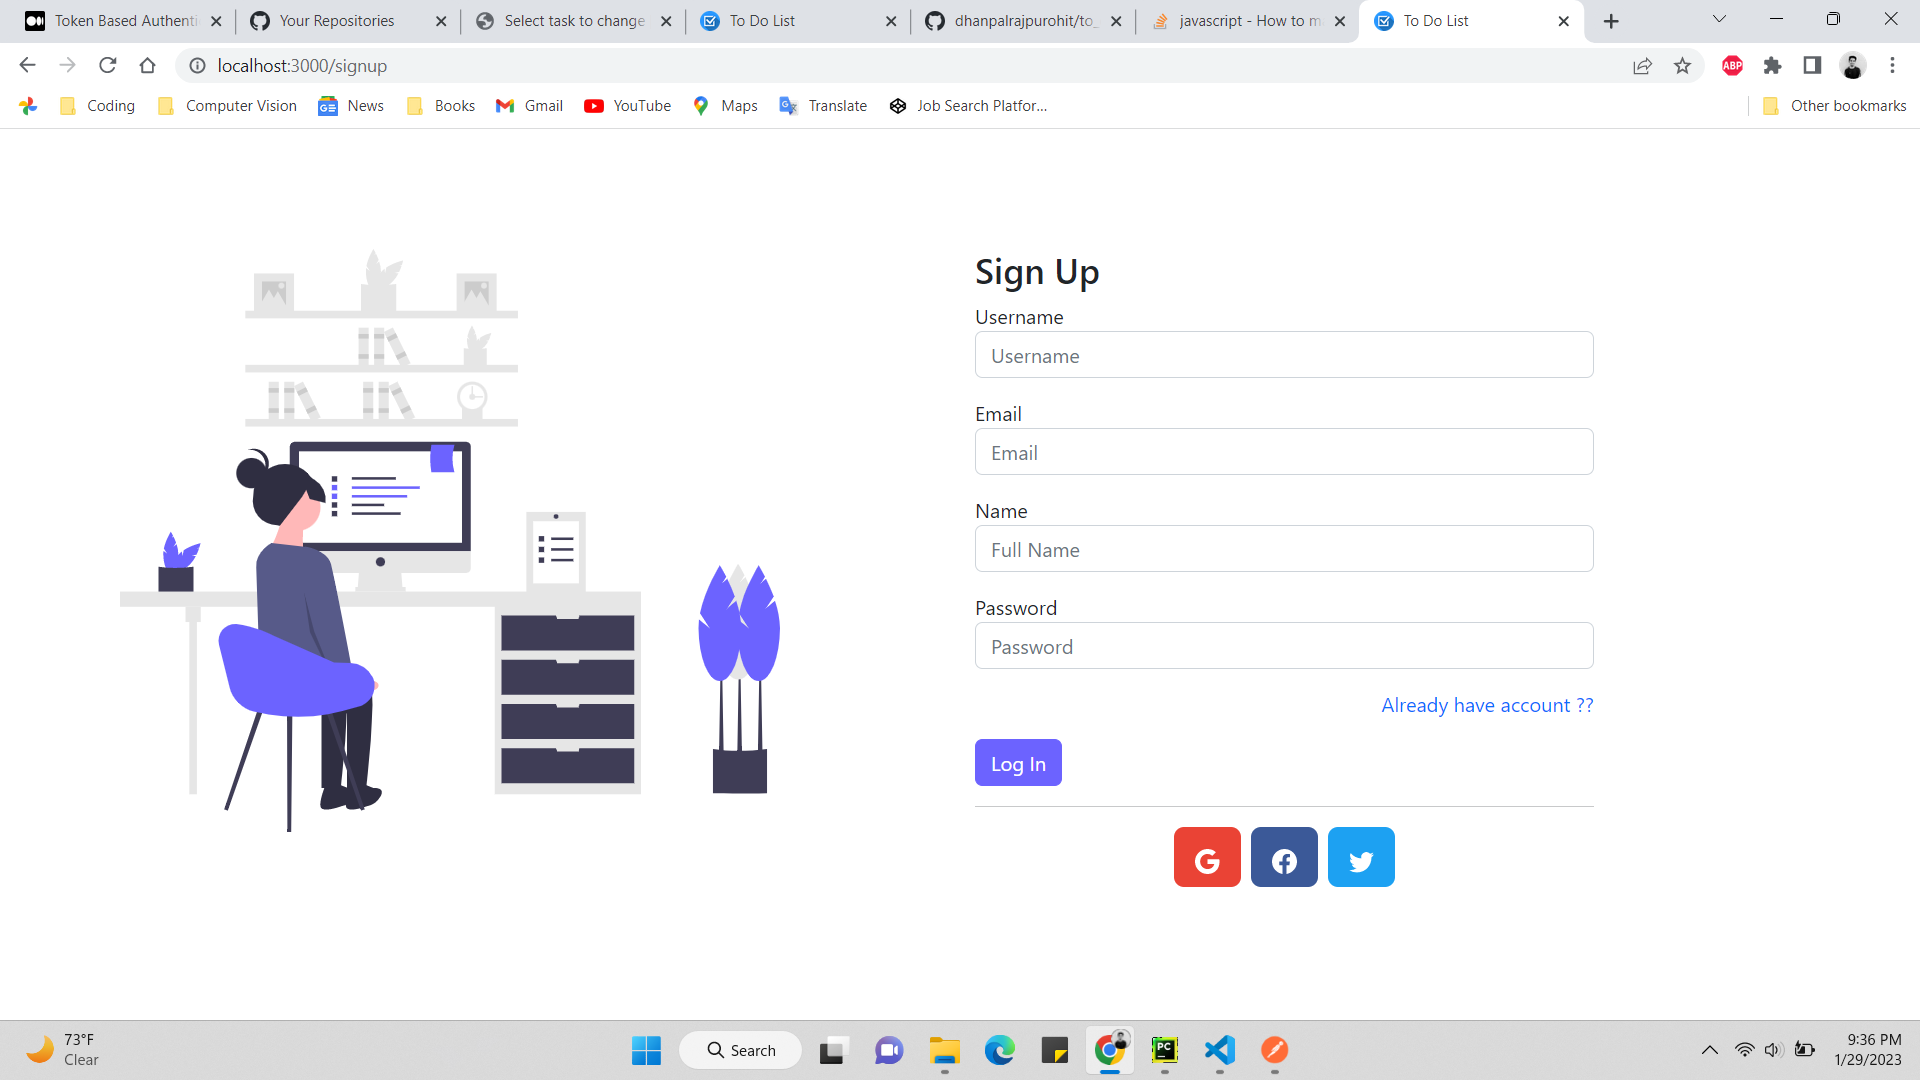 Token Based Authenti
Your Repositories
Select task to change
To Do List
dhanpalrajpurohit/to_
javascript - How to m
To Do List
localhost:3000/signup
ABP
Coding
Computer Vision
News
Books
Gmail
YouTube
Maps
Translate
Job Search Platfor...
Other bookmarks
Sign Up
Username
Username
Email
Email
Name
Full Name
Password
Password
Already have account ??
Log In
73°F
Clear
Search
PC
9:36 PM
1/29/2023